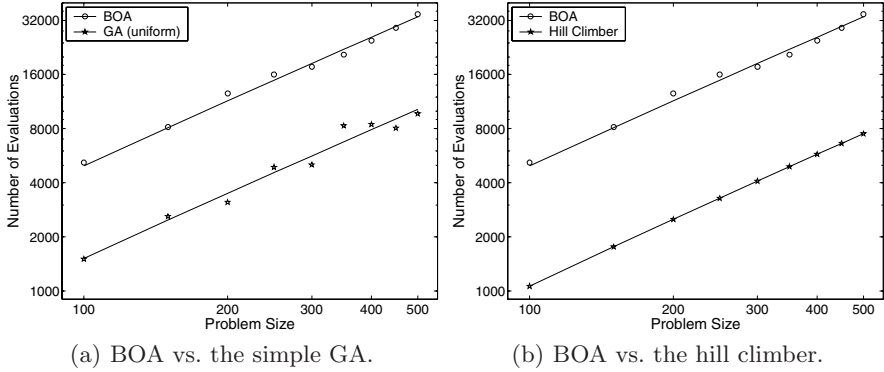 BOA
GA (uniform)
32000
16000
8000
4000
2000
1000
Number of Evaluations
100
200
300
400
500
Problem Size
(a) BOA vs. the simple GA.
BOA
Hill Climber
32000
16000
8000
4000
2000
1000
Number of Evaluations
100
200
300
400
500
Problem Size
(b) BOA vs. the hill climber.